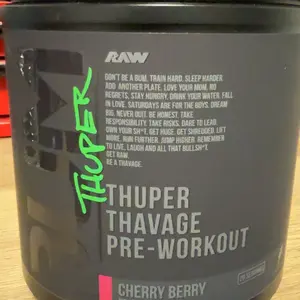 RAW
DON'T BE A BUM. TRAIN HARD. SLEEP HARDER.
ADD ANOTHER PLATE. LOVE YOUR MOM. NO
REGRETS. STAY HUNGRY. DRINK YOUR WATER. FALL
IN LOVE. SATURDAYS ARE FOR THE BOYS. DREAM
BIG. NEVER QUIT. BE HONEST. TAKE
RESPONSIBILITY. TAKE RISKS. DARE TO LEAD.
OWN YOUR SH*T. GET HUGE. GET SHREDDED. LIFT
MORE. RUN FURTHER. JUMP HIGHER. REMEMBER
TO LIVE, LAUGH AND ALL THAT BULLSH*T.
GET RAW.
BE A THAVAGE.
THUPER
THUPER
THAVAGE
PRE-WORKOUT
CHERRY BERRY